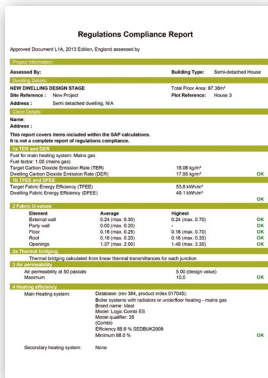 Regulations Compliance Report
Approved Document L1A, 2013 Edition, England assessed by
Project Information
Assessed By: Building Type: Semi-detached House
Dwelling Details
NEW DWELLING DESIGN STAGE Total Floor Area: 87.38m²
Site Reference : New Project Plot Reference: House 3
Address : Semi detached dwelling, N/A
Client Details
Name:
Address :
This report covers items included within the SAP calculations.
It is not a complete report of regulations compliance.
1a TER and DER
Fuel for main heating system: Mains gas
Fuel factor: 1.00 (mains gas)
Target Carbon Dioxide Emission Rate (TER) 18.06 kg/m²
Dwelling Carbon Dioxide Emission Rate (DER) 17.95 kg/m² OK
1b TFEE and DFEE
Target Fabric Energy Efficiency (TFEE) 53.8 kWh/m²
Dwelling Fabric Energy Efficiency (DFEE) 49.1 kWh/m²
OK
2 Fabric U-values
Element Average Highest
External wall 0.24 (max. 0.30) 0.24 (max. 0.70) OK
Party wall 0.00 (max. 0.20) - OK
Floor 0.16 (max. 0.25) 0.16 (max. 0.70) OK
Roof 0.16 (max. 0.20) 0.16 (max. 0.35) OK
Openings 1.37 (max. 2.00) 1.40 (max. 3.30) OK
2a Thermal bridging
Thermal bridging calculated from linear thermal transmittances for each junction
3 Air permeability
Air permeability at 50 pascals 5.00 (design value)
Maximum 10.0 OK
4 Heating efficiency
Main Heating system: Database: (rev 384, product index 017045):
Boiler systems with radiators or underfloor heating - mains gas
Brand name: Ideal
Model: Logic Combi ES
Model qualifier: 35
(Combi)
Efficiency 88.9 % SEDBUK2009
Minimum 88.0 % OK
Secondary heating system: None